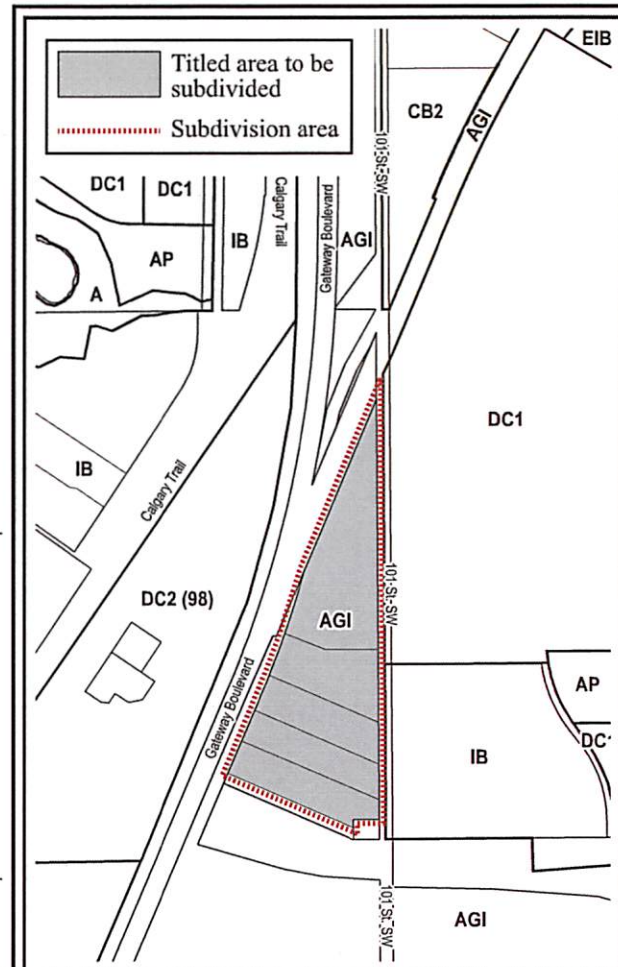 Titled area to be
subdivided
Subdivision area
EIB
CB2
AGI
101 St. SW
DC1
DC1
Calgary Trail
Gateway Boulevard
IB
AGI
AP
A
DC1
IB
Calgary Trail
DC2 (98)
AGI
101 St. SW
Gateway Boulevard
AP
DC1
IB
101 St. SW
AGI